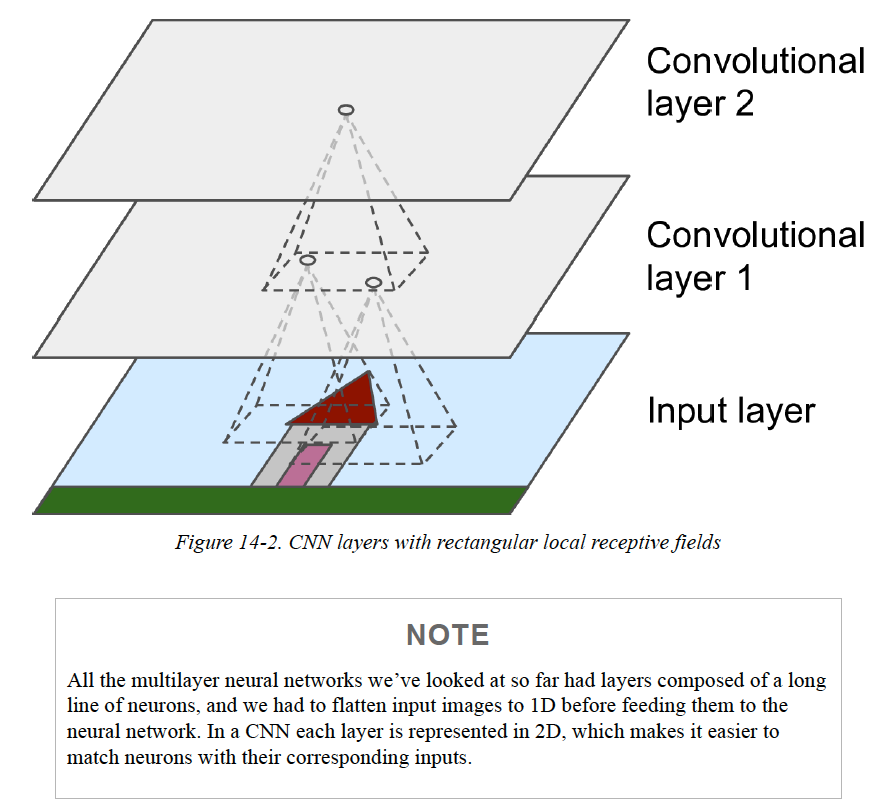 Convolutional
layer 2
Convolutional
layer 1
Input layer
Figure 14-2. CNN layers with rectangular local receptive fields
NOTE
All the multilayer neural networks we’ve looked at so far had layers composed of a long
line of neurons, and we had to flatten input images to 1D before feeding them to the
neural network. In a CNN each layer is represented in 2D, which makes it easier to
match neurons with their corresponding inputs.